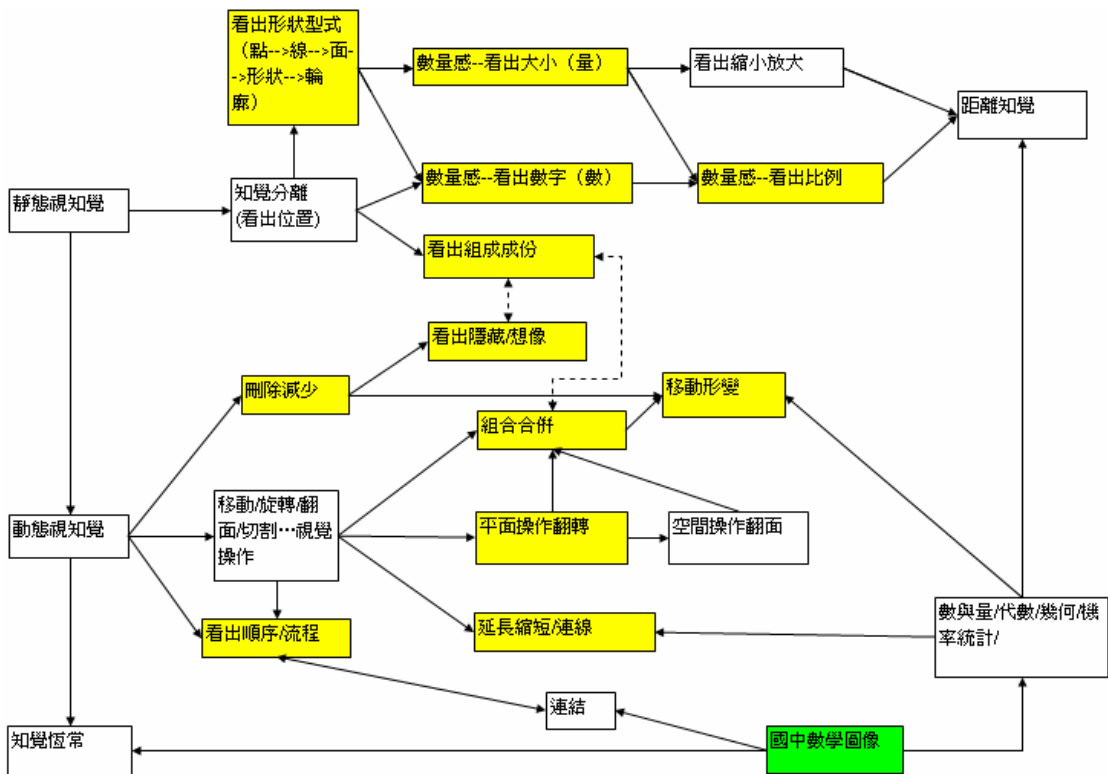 看出形狀型式
(點-->線-->面-
->形狀-->輪
廓)
數量感--看出大小(量)
看出縮小放大
距離知覺
靜態視知覺
知覺分離
(看出位置)
數量感--看出數字(數)
數量感--看出比例
看出組成成份
看出隱藏/想像
刪除減少
移動形變
組合合併
動態視知覺
移動/旋轉/翻
面/切割…視覺
操作
平面操作翻轉
空間操作翻面
看出順序/流程
延長縮短/連線
數與量/代數/幾何/機
率統計/
連結
知覺恆常
國中數學圖像